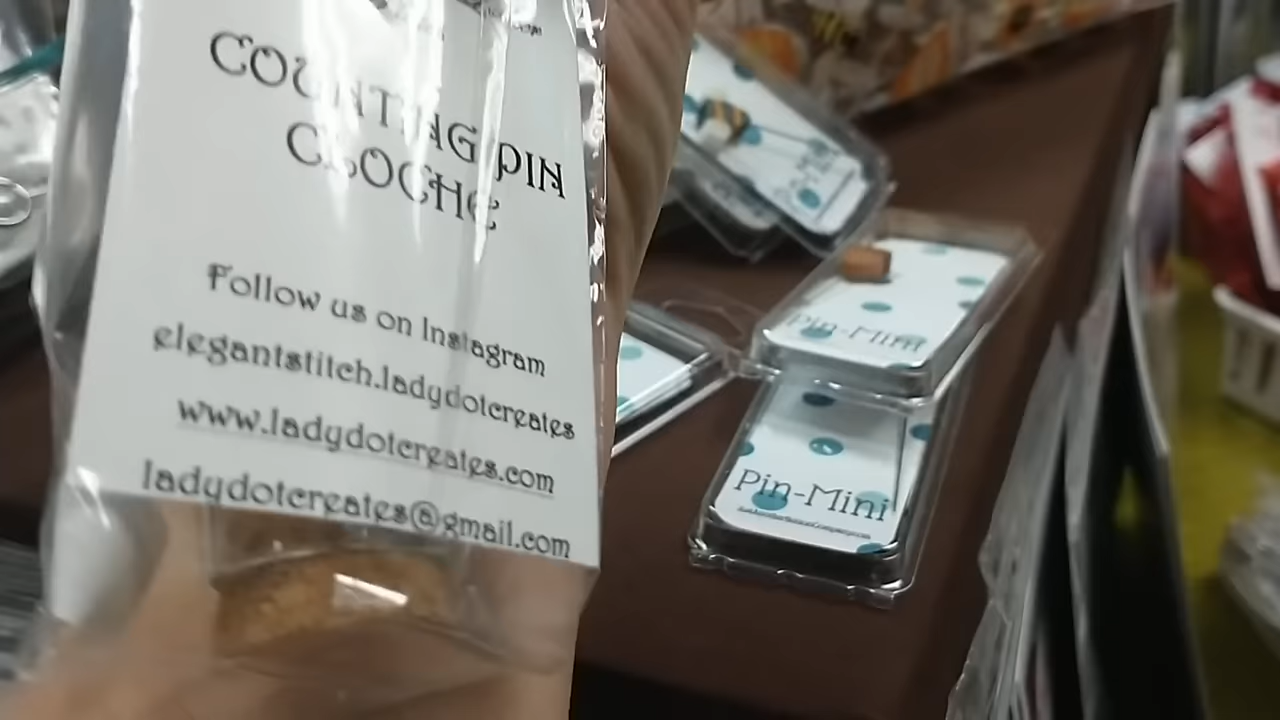 COUNTING PIN
CLOCHE
Follow us on Instagram
elegantstitch.ladydotcreates
www.ladydotcreates.com
ladydotcreates@gmail.com
Pin-Mini
Pin-Mini